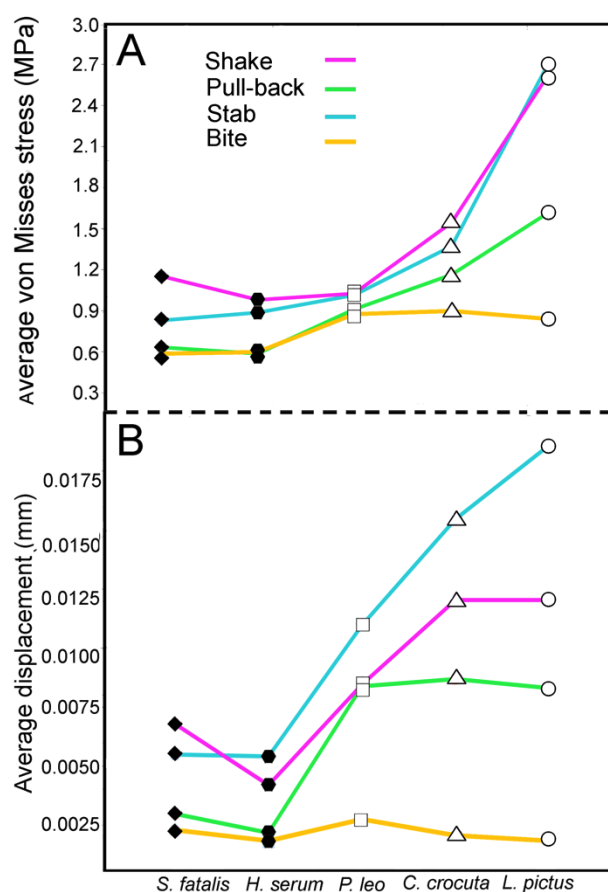 Average von Misses stress (MPa)
3.0
2.7
2.4
2.1
1.8
1.5
1.2
0.9
0.6
0.3
A
Shake
Pull-back
Stab
Bite
B
Average displacement (mm)
0.0175
0.0150
0.0125
0.0100
0.0075
0.0050
0.0025
S. fatalis H. serum P. leo C. crocuta L. pictus